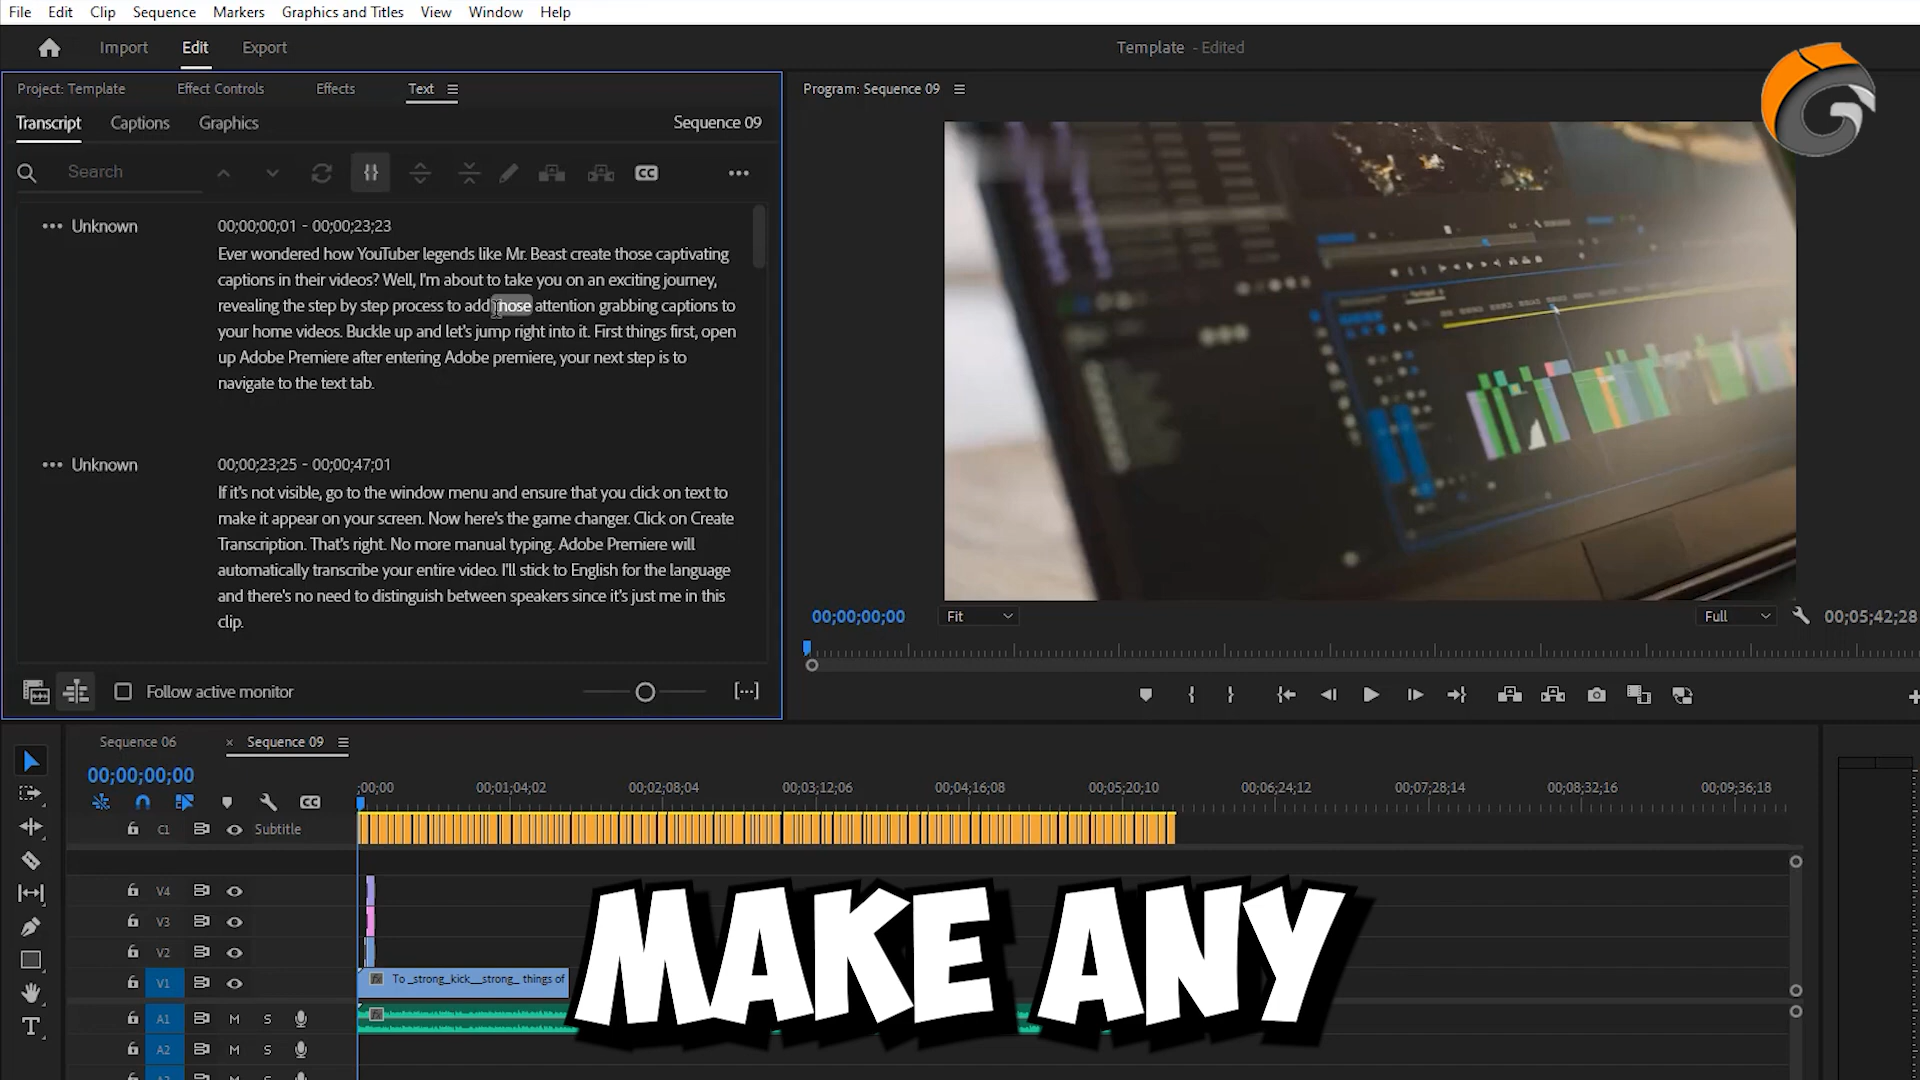 File Edit Clip Sequence Markers Graphics and Titles View Window Help
Import Edit Export
Template - Edited
Project: Template Effect Controls Effects Text
Program: Sequence 09
Transcript Captions Graphics
Sequence 09
Search
CC
Unknown
00;00;00;01 - 00;00;23;23
Ever wondered how YouTuber legends like Mr. Beast create those captivating
captions in their videos? Well, I'm about to take you on an exciting journey,
revealing the step by step process to add those attention grabbing captions to
your home videos. Buckle up and let's jump right into it. First things first, open
up Adobe Premiere after entering Adobe premiere, your next step is to
navigate to the text tab.
Unknown
00;00;23;25 - 00;00;47;01
If it's not visible, go to the window menu and ensure that you click on text to
make it appear on your screen. Now here's the game changer. Click on Create
Transcription. That's right. No more manual typing. Adobe Premiere will
automatically transcribe your entire video. I'll stick to English for the language
and there's no need to distinguish between speakers since it's just me in this
clip.
Follow active monitor
00;00;00;00
Fit
Full
00;05;42;28
Sequence 06
× Sequence 09
00;00;00;00
CC
;00;00 00;01;04;02 00;02;08;04 00;03;12;06 00;04;16;08 00;05;20;10 00;06;24;12 00;07;28;14 00;08;32;16 00;09;36;18
C1 Subtitle
V4
V3
V2
V1
fx To _strong_kick__strong_ things of
A1 M S
A2 M S
MAKE ANY